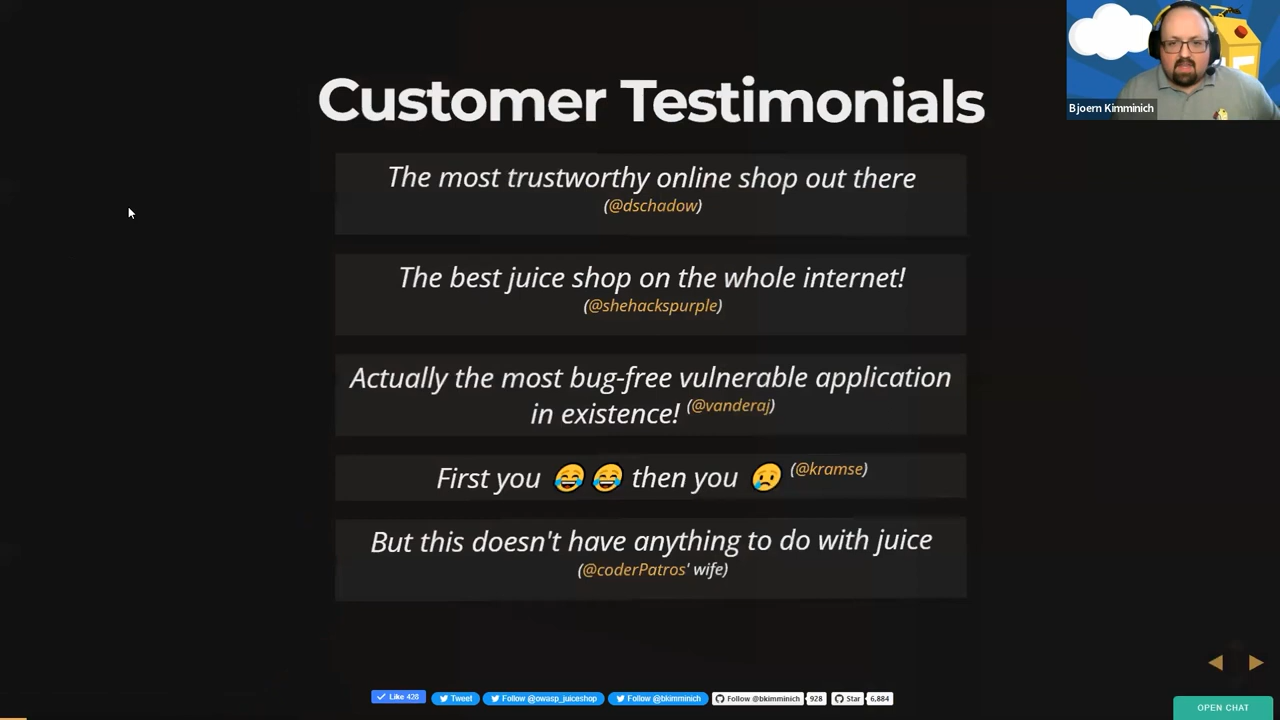 Customer Testimonials
Bjoern Kimminich
The most trustworthy online shop out there
(@dschadow)
The best juice shop on the whole internet!
(@shehackspurple)
Actually the most bug-free vulnerable application
in existence! (@vanderaj)
First you 😂😂 then you 😢 (@kramse)
But this doesn't have anything to do with juice
(@coderPatros' wife)
Like 428 Tweet Follow @owasp_juiceshop Follow @bkimminich Follow @bkimminich 928 Star 6,884
OPEN CHAT